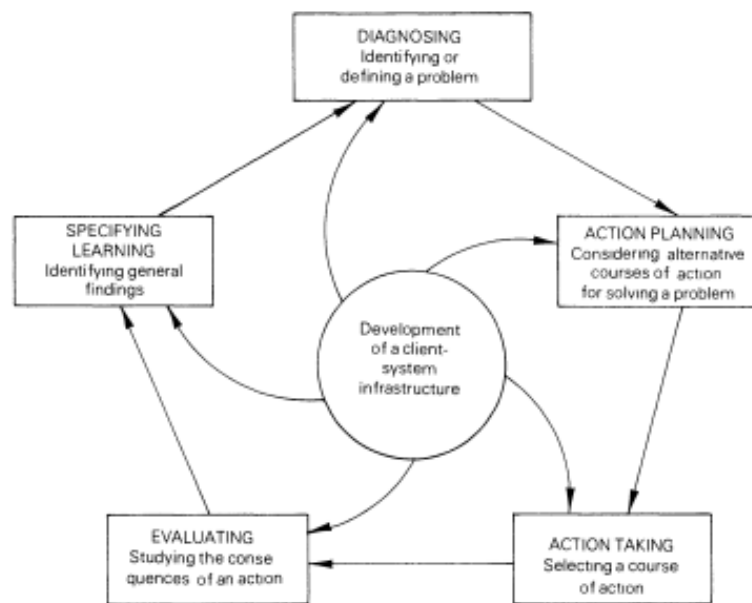 DIAGNOSING
Identifying or
defining a problem
ACTION PLANNING
Considering alternative
courses of action
for solving a problem
ACTION TAKING
Selecting a course
of action
EVALUATING
Studying the conse
quences of an action
SPECIFYING
LEARNING
Identifying general
findings
Development
of a client-
system
infrastructure